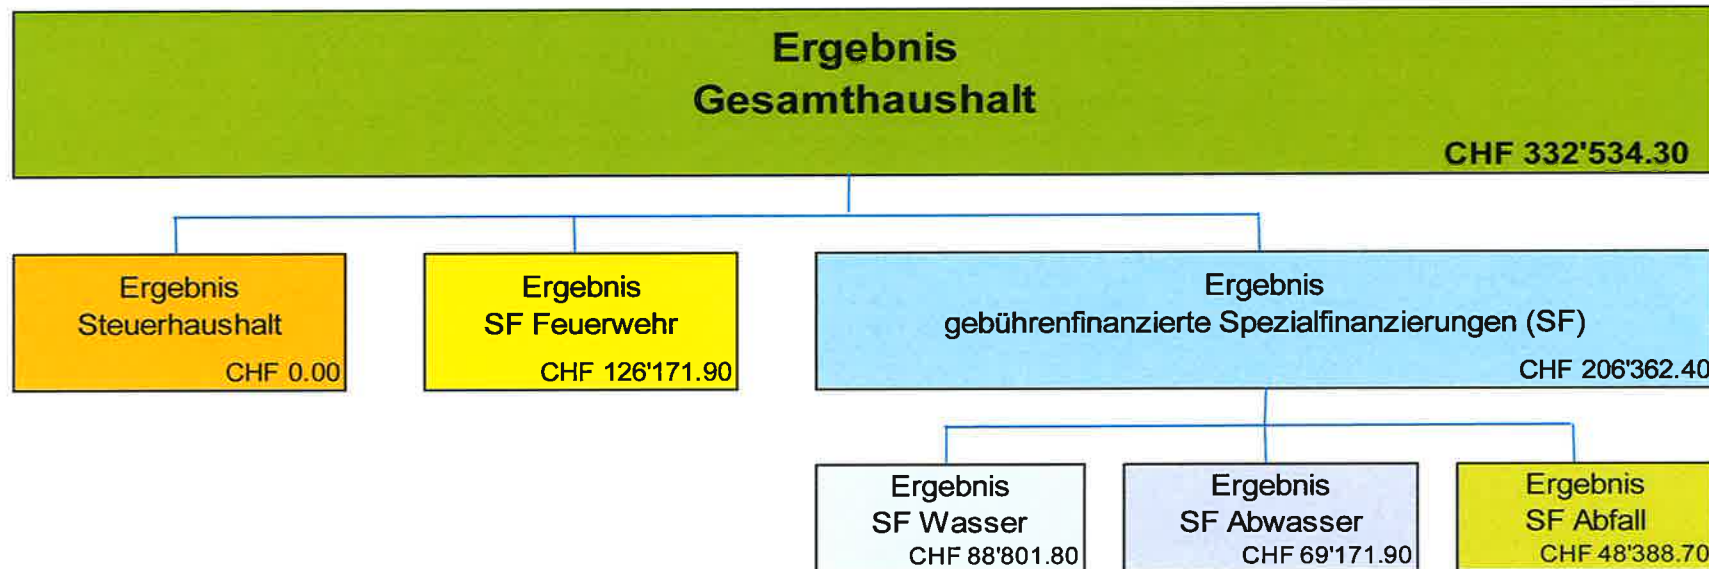 Ergebnis
Gesamthaushalt
CHF 332'534.30
Ergebnis
Steuerhaushalt
CHF 0.00
Ergebnis
SF Feuerwehr
CHF 126'171.90
Ergebnis
gebührenfinanzierte Spezialfinanzierungen (SF)
CHF 206'362.40
Ergebnis
SF Wasser
CHF 88'801.80
Ergebnis
SF Abwasser
CHF 69'171.90
Ergebnis
SF Abfall
CHF 48'388.70